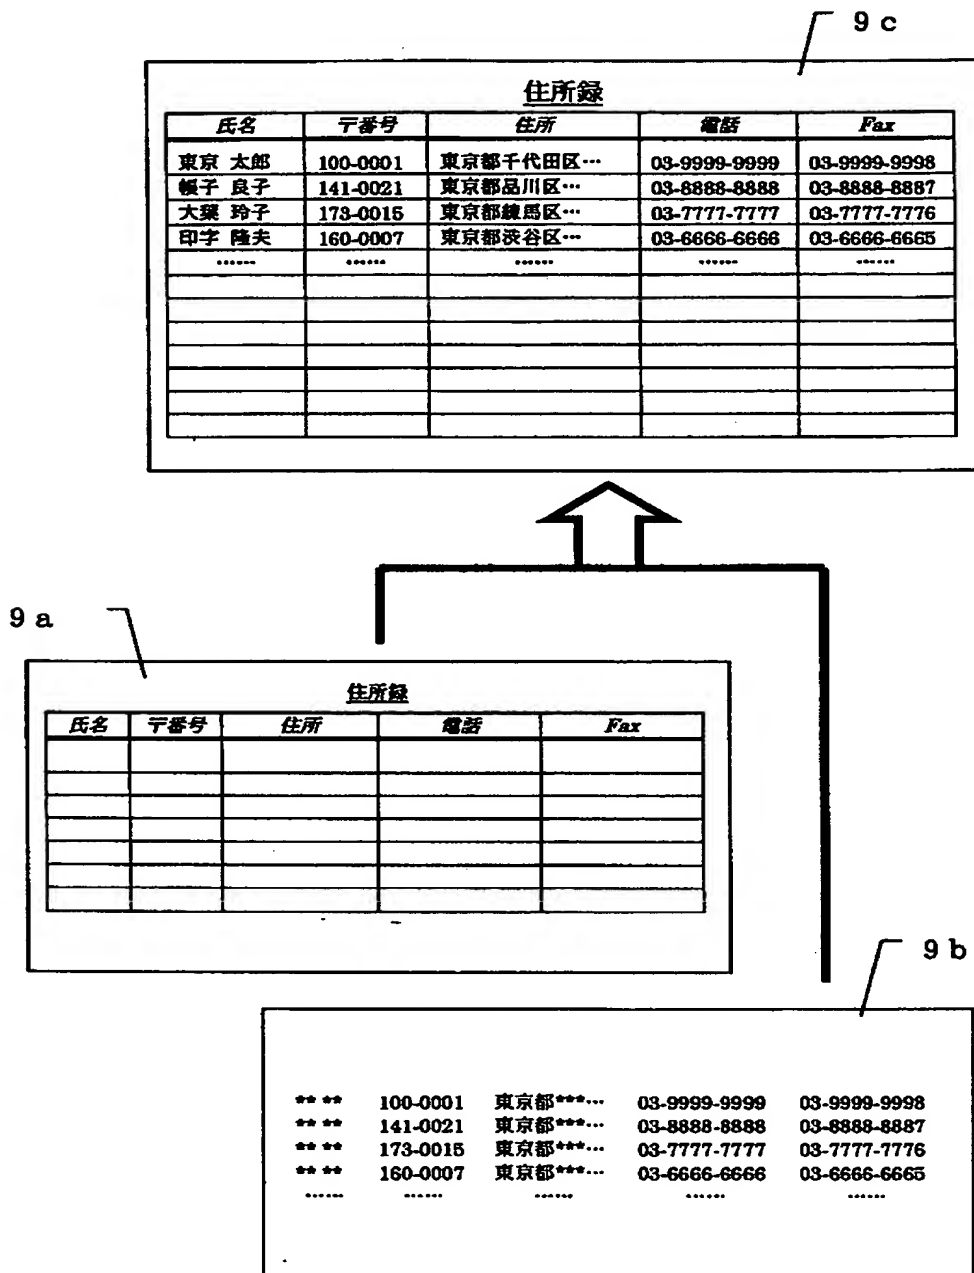 9 c
住所録
氏名 〒番号 住所 電話 Fax
東京 太郎 100-0001 東京都千代田区… 03-9999-9999 03-9999-9998
帳子 良子 141-0021 東京都品川区… 03-8888-8888 03-8888-8887
大葉 玲子 173-0015 東京都練馬区… 03-7777-7777 03-7777-7776
印字 隆夫 160-0007 東京都渋谷区… 03-6666-6666 03-6666-6665
…… …… …… …… ……
9 a
住所録
氏名 〒番号 住所 電話 Fax
9 b
** ** 100-0001 東京都***… 03-9999-9999 03-9999-9998
** ** 141-0021 東京都***… 03-8888-8888 03-8888-8887
** ** 173-0015 東京都***… 03-7777-7777 03-7777-7776
** ** 160-0007 東京都***… 03-6666-6666 03-6666-6665
…… …… …… …… ……